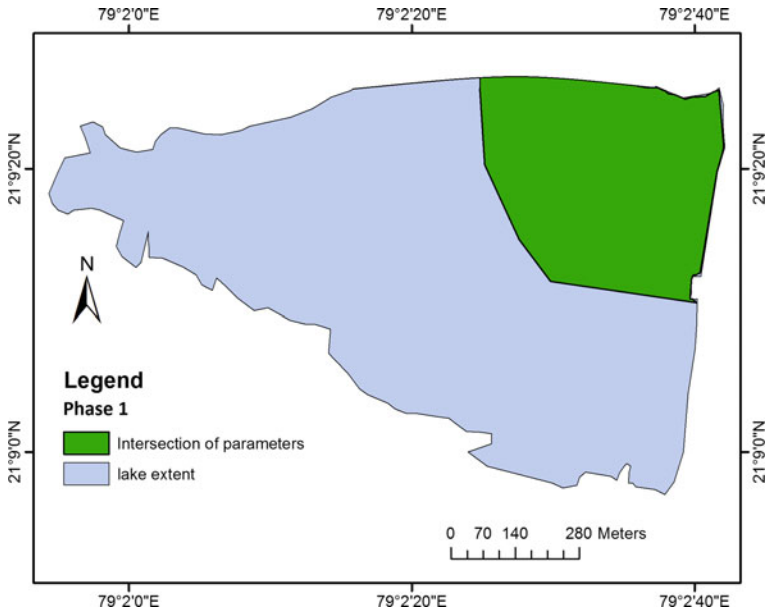 79°2'0"E 79°2'20"E 79°2'40"E
21°9'20"N 21°9'20"N
N
Legend
Phase 1
Intersection of parameters
lake extent
21°9'0"N 21°9'0"N
0 70 140 280 Meters
79°2'0"E 79°2'20"E 79°2'40"E